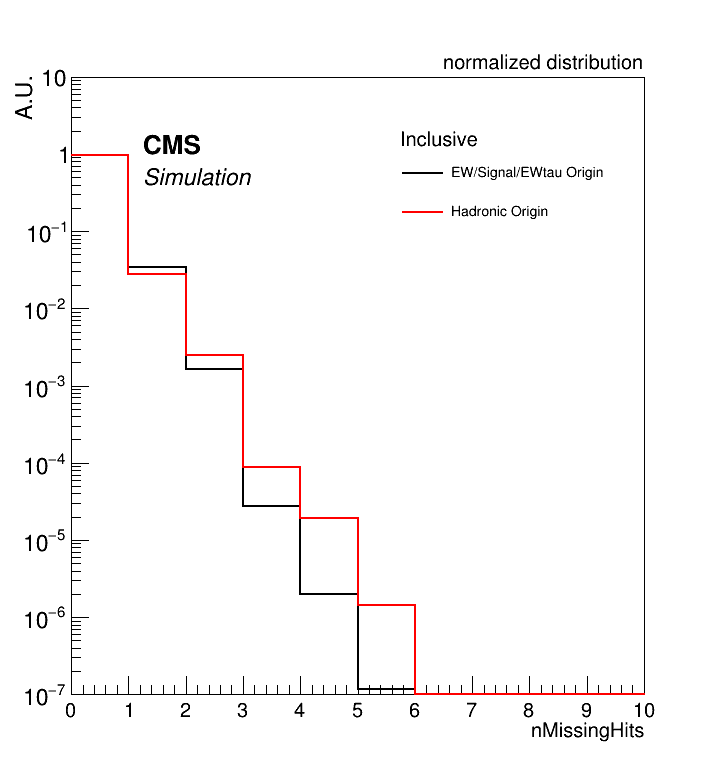 normalized distribution
A.U.
10
1
10⁻¹
10⁻²
10⁻³
10⁻⁴
10⁻⁵
10⁻⁶
10⁻⁷
CMS
Simulation
Inclusive
EW/Signal/EWtau Origin
Hadronic Origin
0 1 2 3 4 5 6 7 8 9 10
nMissingHits